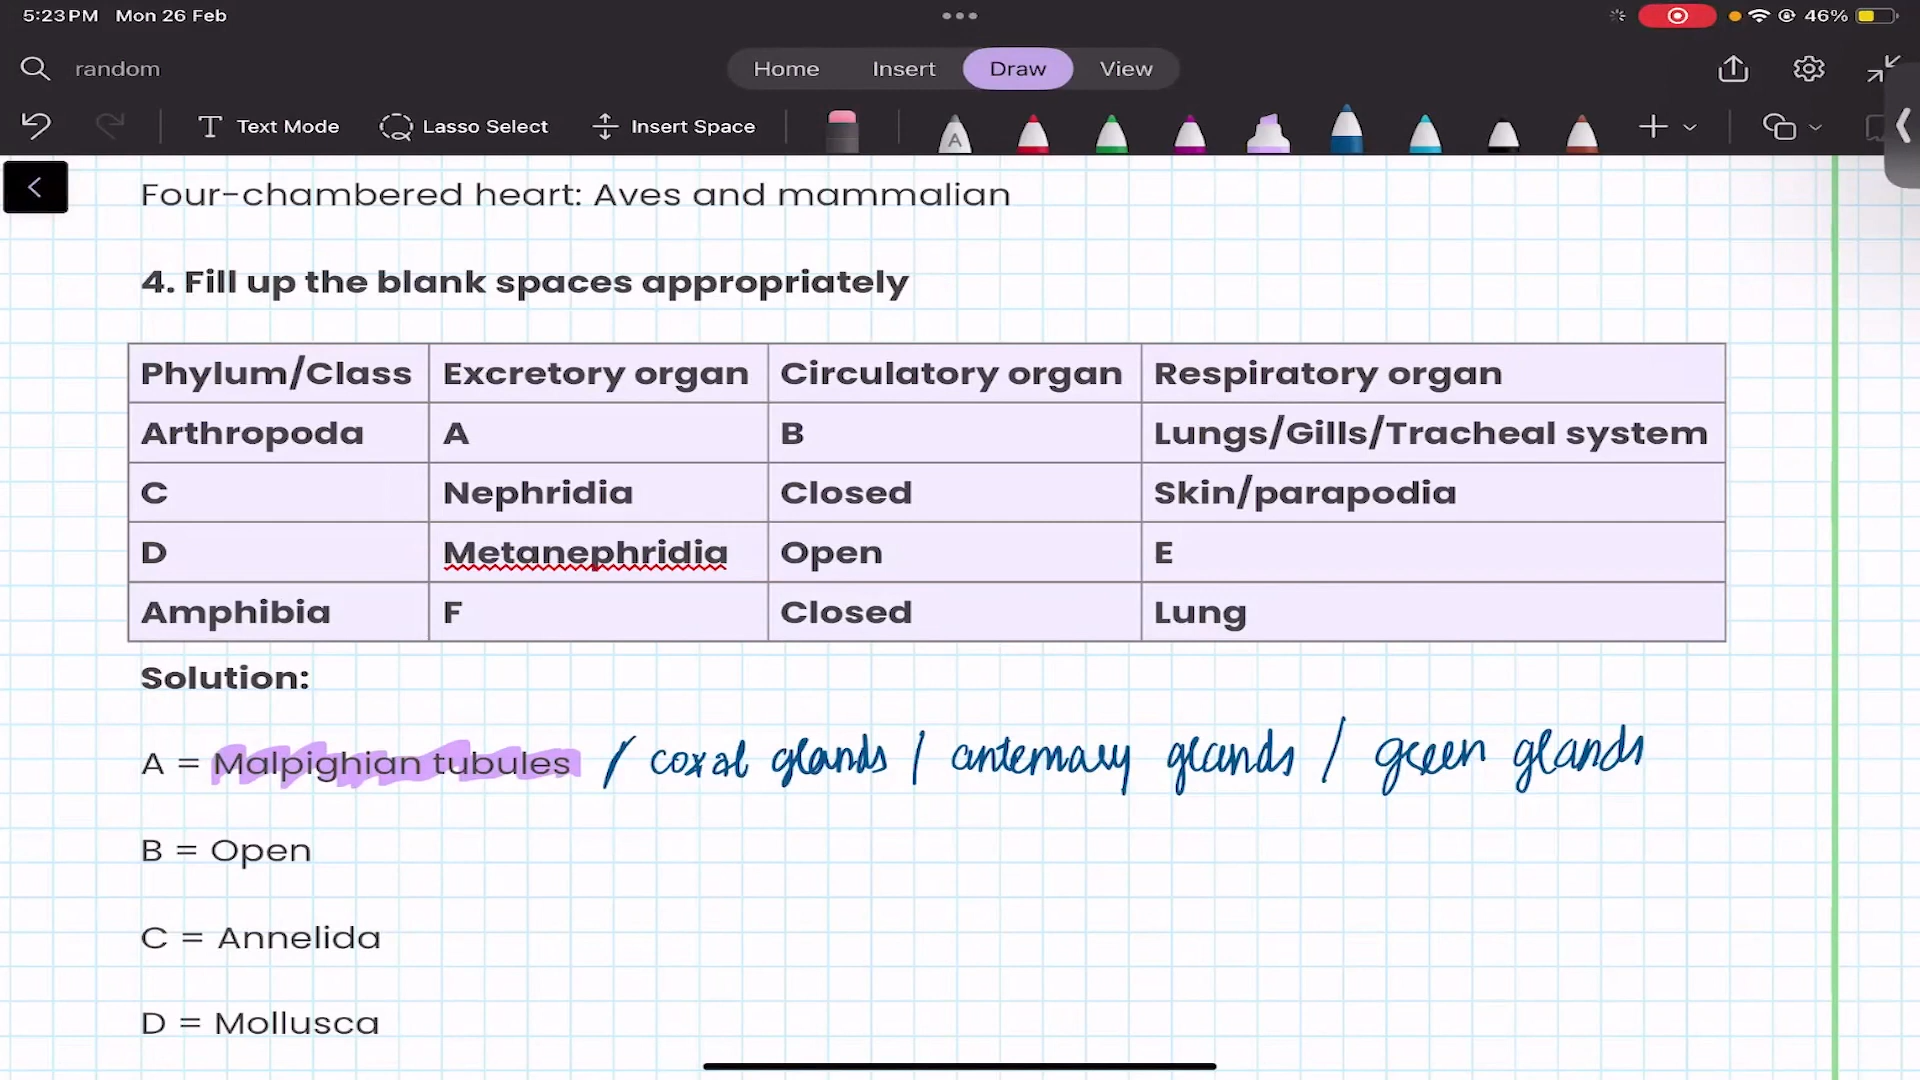 5:23 PM Mon 26 Feb
46%
random
Home Insert Draw View
Text Mode Lasso Select Insert Space
A
Four-chambered heart: Aves and mammalian
4. Fill up the blank spaces appropriately
Phylum/Class Excretory organ Circulatory organ Respiratory organ
Arthropoda A B Lungs/Gills/Tracheal system
C Nephridia Closed Skin/parapodia
D Metanephridia Open E
Amphibia F Closed Lung
Solution:
A = Malpighian tubules / coxal glands / antennary glands / green glands
B = Open
C = Annelida
D = Mollusca